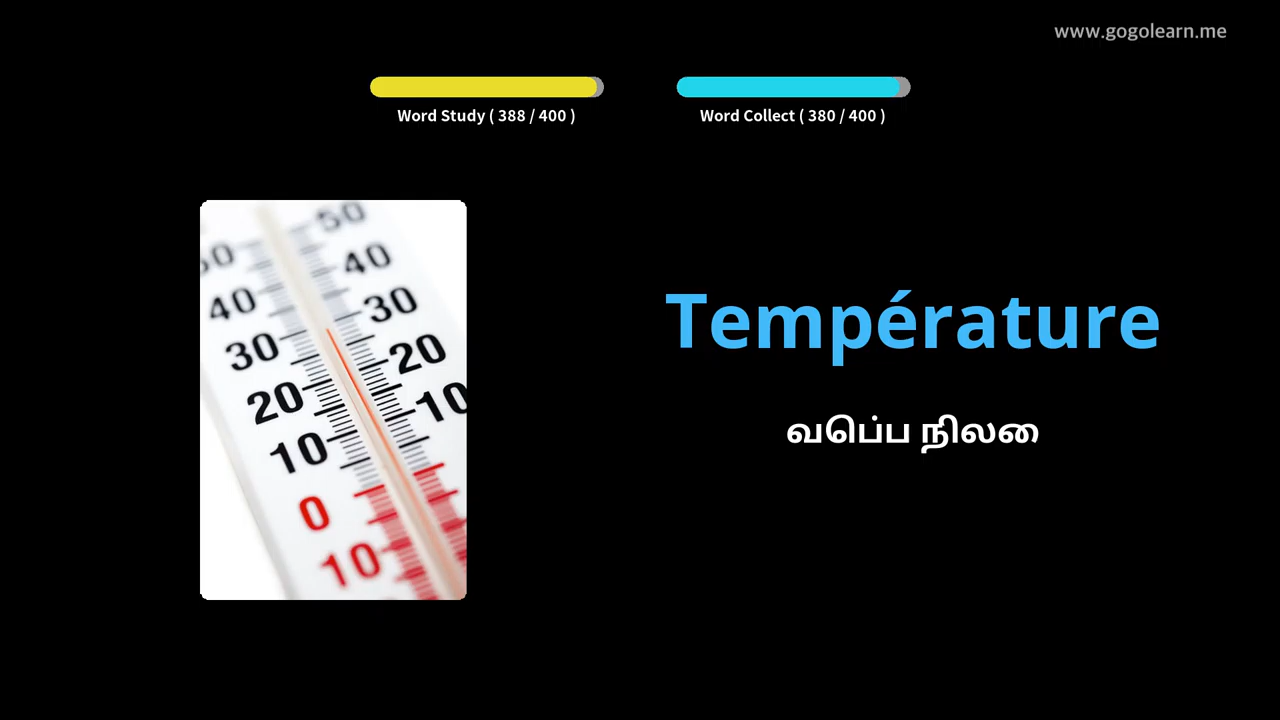 www.gogolearn.me
Word Study ( 388 / 400 )
Word Collect ( 380 / 400 )
50
40
30
20
10
50
40
30
20
10
0
10
Température
வெப்ப நிலை